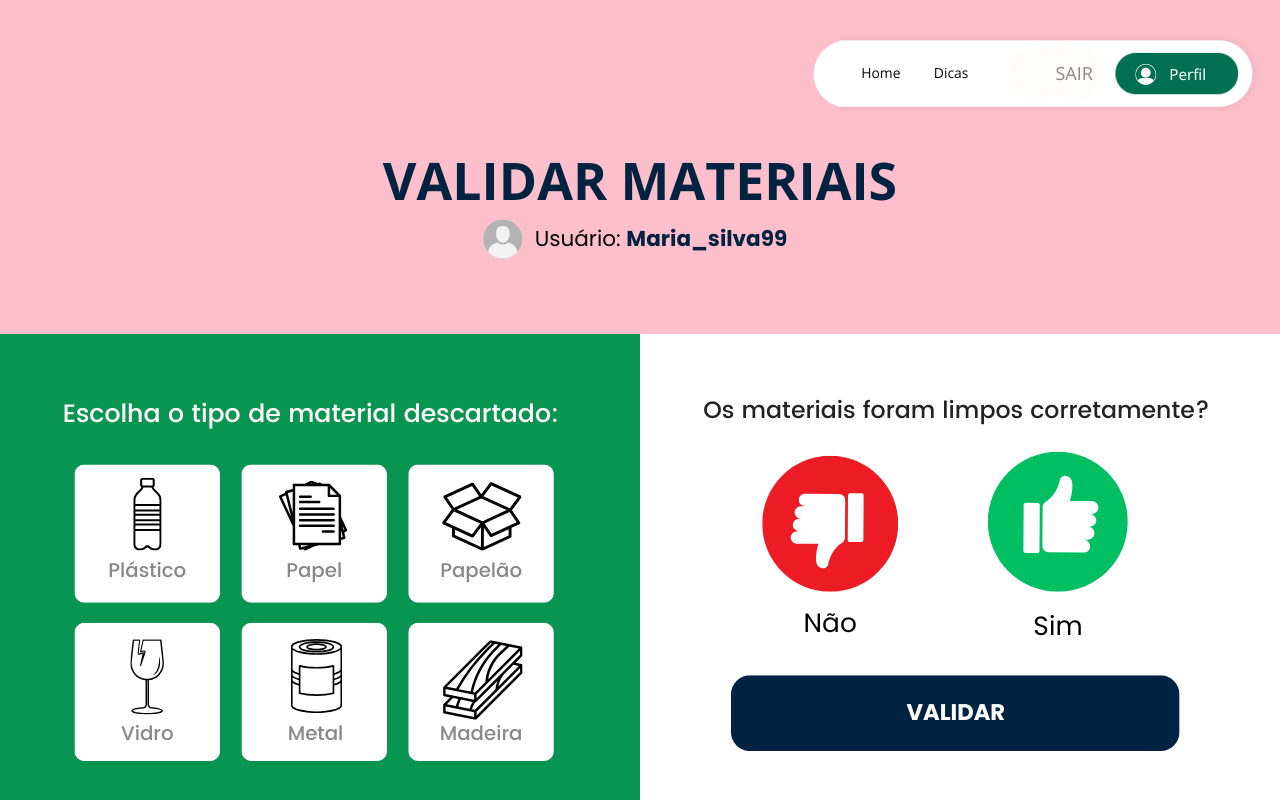 Home
Dicas
SAIR
Perfil
VALIDAR MATERIAIS
Usuário: Maria_silva99
Escolha o tipo de material descartado:
Plástico
Papel
Papelão
Vidro
Metal
Madeira
Os materiais foram limpos corretamente?
Não
Sim
VALIDAR